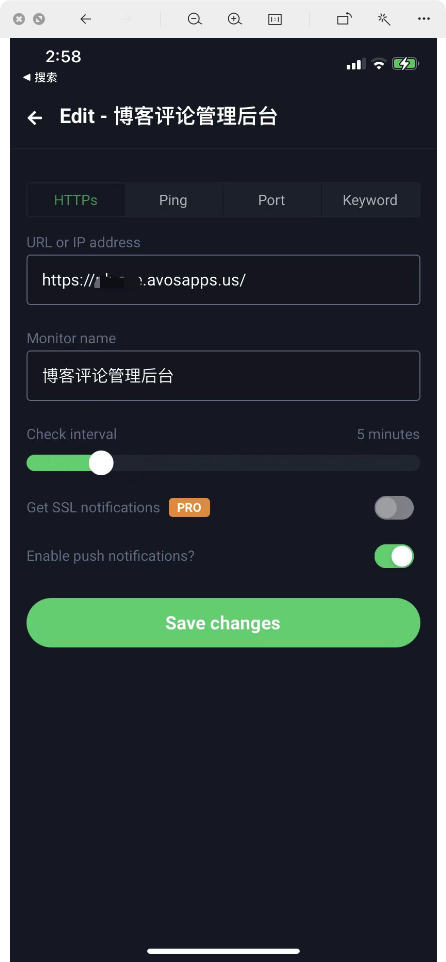 1:1
2:58
◀ 搜索
Edit - 博客评论管理后台
HTTPs
Ping
Port
Keyword
URL or IP address
https://.avosapps.us/
Monitor name
博客评论管理后台
Check interval
5 minutes
Get SSL notifications
PRO
Enable push notifications?
Save changes